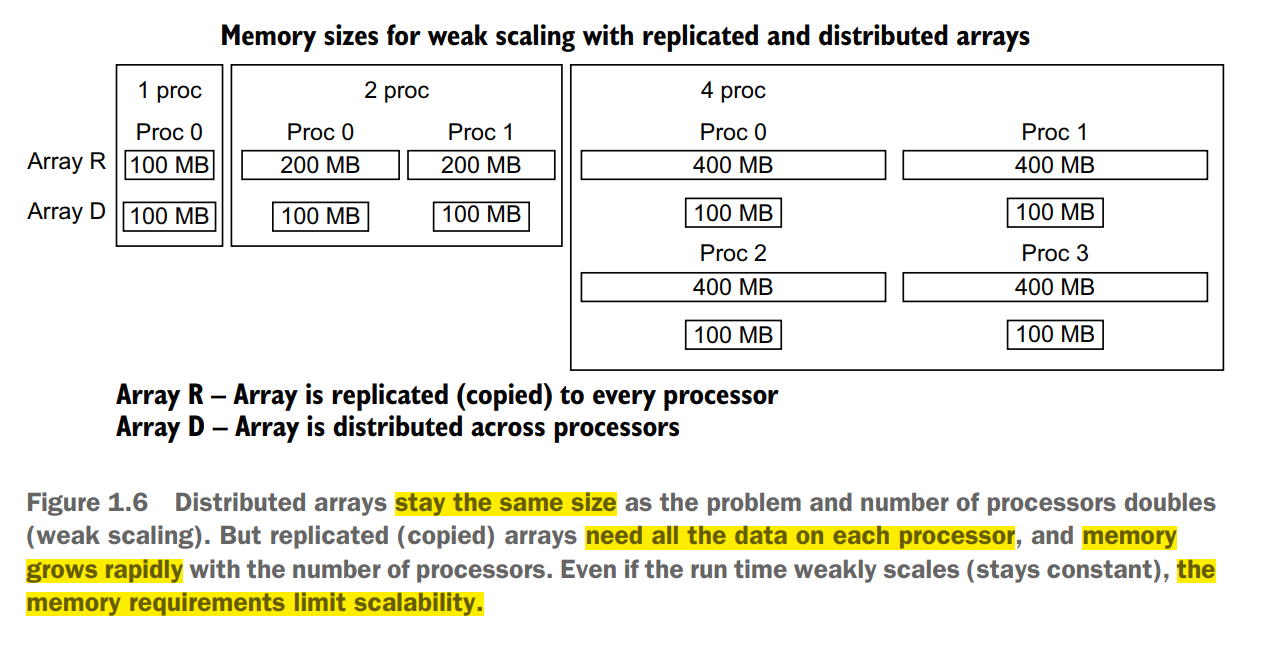 Memory sizes for weak scaling with replicated and distributed arrays
1 proc 2 proc 4 proc
Proc 0 Proc 0 Proc 1 Proc 0 Proc 1
Array R 100 MB 200 MB 200 MB 400 MB 400 MB
Array D 100 MB 100 MB 100 MB 100 MB 100 MB
Proc 2 Proc 3
400 MB 400 MB
100 MB 100 MB
Array R – Array is replicated (copied) to every processor
Array D – Array is distributed across processors
Figure 1.6 Distributed arrays stay the same size as the problem and number of processors doubles
(weak scaling). But replicated (copied) arrays need all the data on each processor, and memory
grows rapidly with the number of processors. Even if the run time weakly scales (stays constant), the
memory requirements limit scalability.